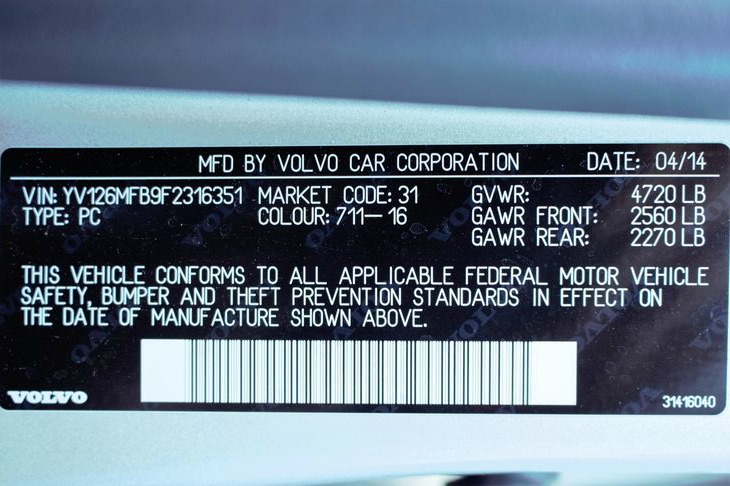 MFD BY VOLVO CAR CORPORATION DATE: 04/14
VIN: YV126MFB9F2316351 MARKET CODE: 31 GVWR: 4720 LB
TYPE: PC COLOUR: 711-16 GAWR FRONT: 2560 LB
GAWR REAR: 2270 LB
THIS VEHICLE CONFORMS TO ALL APPLICABLE FEDERAL MOTOR VEHICLE
SAFETY, BUMPER AND THEFT PREVENTION STANDARDS IN EFFECT ON
THE DATE OF MANUFACTURE SHOWN ABOVE.
VOLVO 31416040